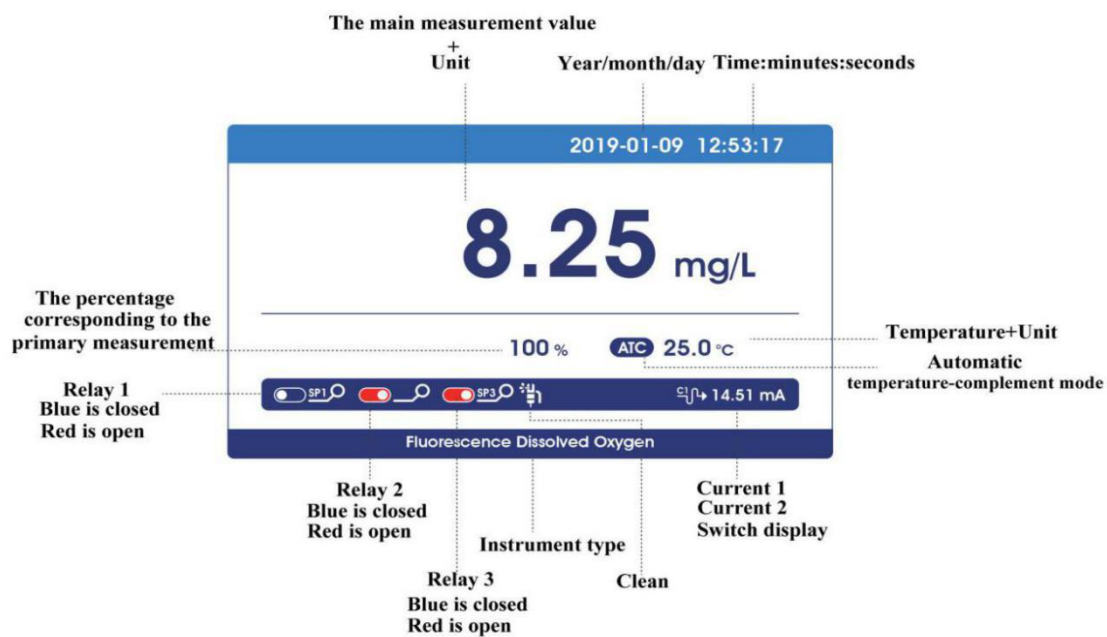 The main measurement value
+
Unit
Year/month/day
Time:minutes:seconds
2019-01-09 12:53:17
8.25 mg/L
The percentage
corresponding to the
primary measurement
100 %
ATC 25.0 °C
Temperature+Unit
Automatic
temperature-complement mode
Relay 1
Blue is closed
Red is open
SP1
SP3
C1
14.51 mA
Fluorescence Dissolved Oxygen
Relay 2
Blue is closed
Red is open
Instrument type
Current 1
Current 2
Switch display
Relay 3
Blue is closed
Red is open
Clean